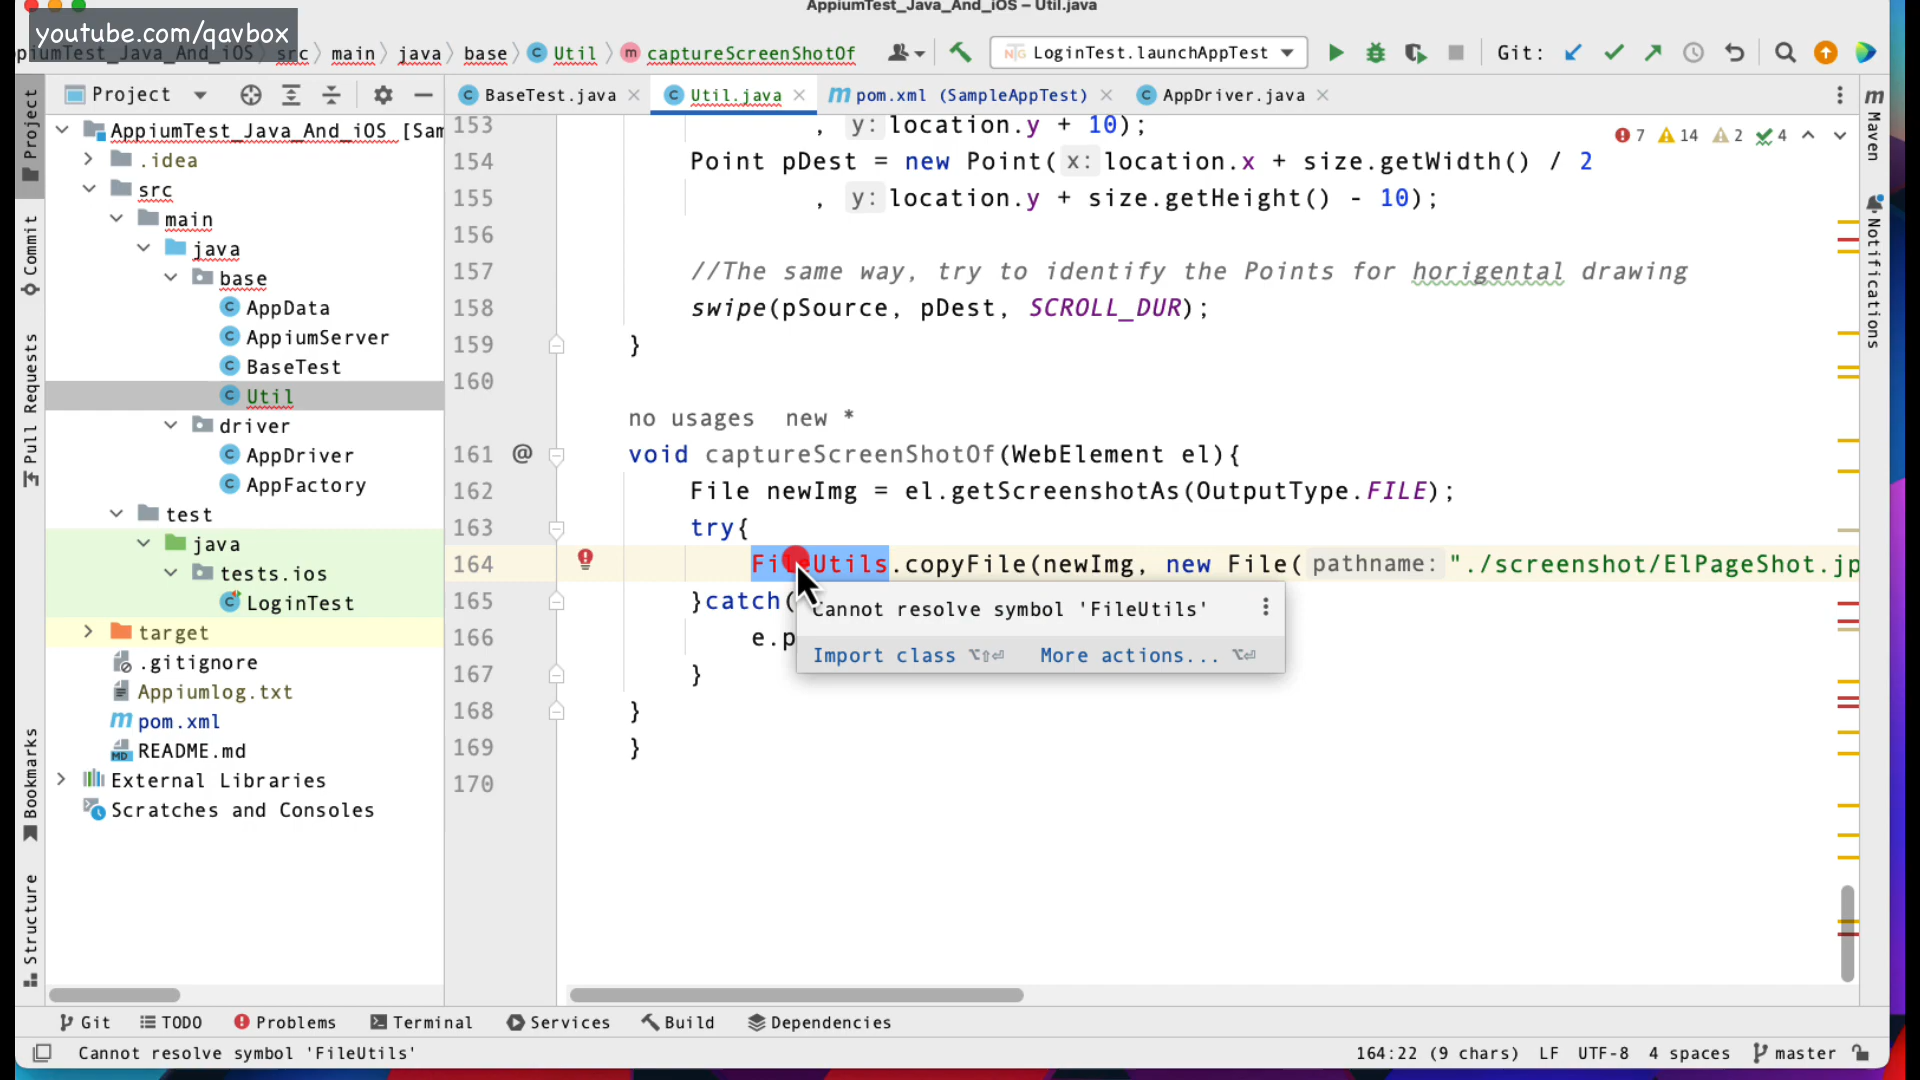 AppiumTest_Java_And_iOS – Util.java
youtube.com/qavbox
ppiumTest_Java_And_iOS src main java base Util captureScreenShotOf
LoginTest.launchAppTest
Git:
Project
BaseTest.java
Util.java
pom.xml (SampleAppTest)
AppDriver.java
Project
Commit
Pull Requests
Bookmarks
Structure
AppiumTest_Java_And_iOS [Sam
.idea
src
main
java
base
AppData
AppiumServer
BaseTest
Util
driver
AppDriver
AppFactory
test
java
tests.ios
LoginTest
target
.gitignore
Appiumlog.txt
pom.xml
README.md
External Libraries
Scratches and Consoles
7 14 2 4
153 , y: location.y + 10);
154 Point pDest = new Point( x: location.x + size.getWidth() / 2
155 , y: location.y + size.getHeight() - 10);
156
157 //The same way, try to identify the Points for horigental drawing
158 swipe(pSource, pDest, SCROLL_DUR);
159 }
160
no usages new *
161 @ void captureScreenShotOf(WebElement el){
162 File newImg = el.getScreenshotAs(OutputType.FILE);
163 try{
164 FileUtils.copyFile(newImg, new File( pathname: "./screenshot/ElPageShot.jp
165 }catch(
166 e.p
167 }
168 }
169 }
170
Cannot resolve symbol 'FileUtils'
Import class ⌥⇧⏎ More actions... ⌥⏎
Maven
Notifications
Git TODO Problems Terminal Services Build Dependencies
Cannot resolve symbol 'FileUtils'
164:22 (9 chars) LF UTF-8 4 spaces master